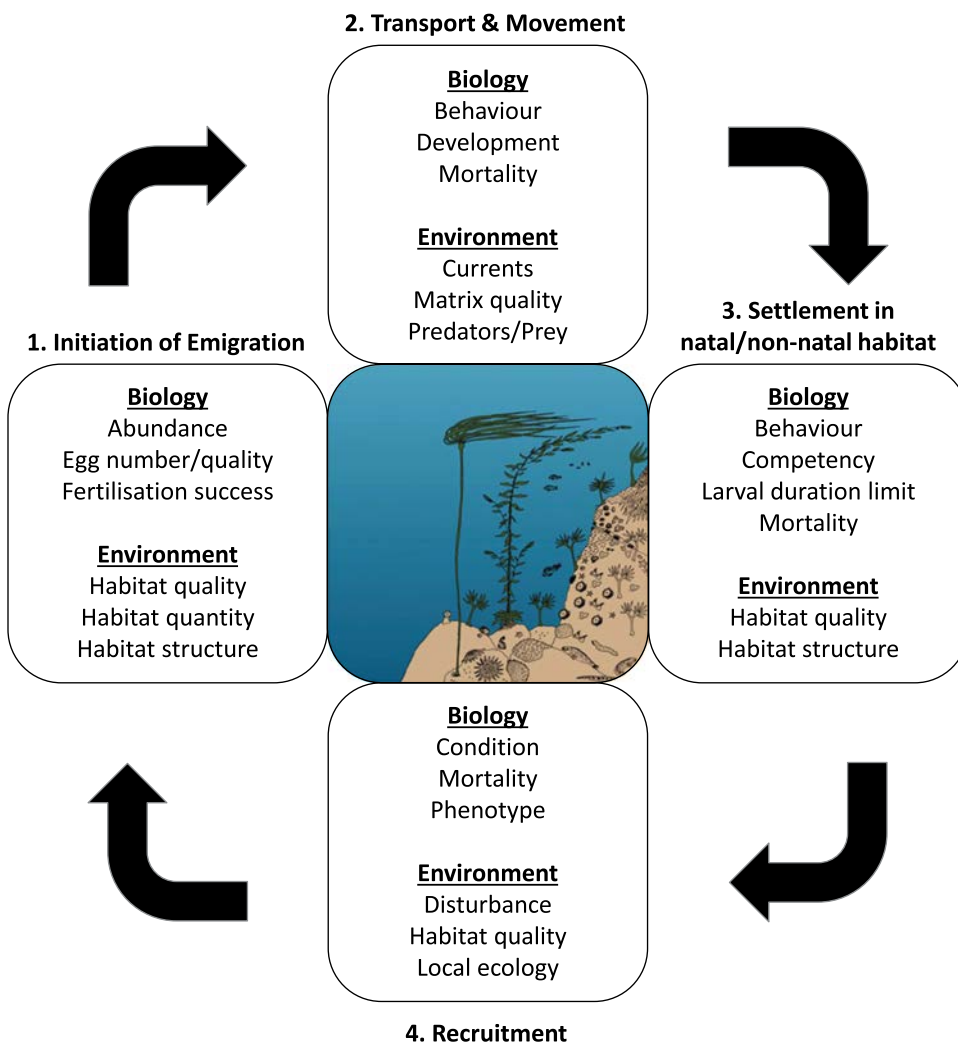 2. Transport & Movement
Biology
Behaviour
Development
Mortality
Environment
Currents
Matrix quality
Predators/Prey
1. Initiation of Emigration
Biology
Abundance
Egg number/quality
Fertilisation success
Environment
Habitat quality
Habitat quantity
Habitat structure
3. Settlement in
natal/non-natal habitat
Biology
Behaviour
Competency
Larval duration limit
Mortality
Environment
Habitat quality
Habitat structure
Biology
Condition
Mortality
Phenotype
Environment
Disturbance
Habitat quality
Local ecology
4. Recruitment